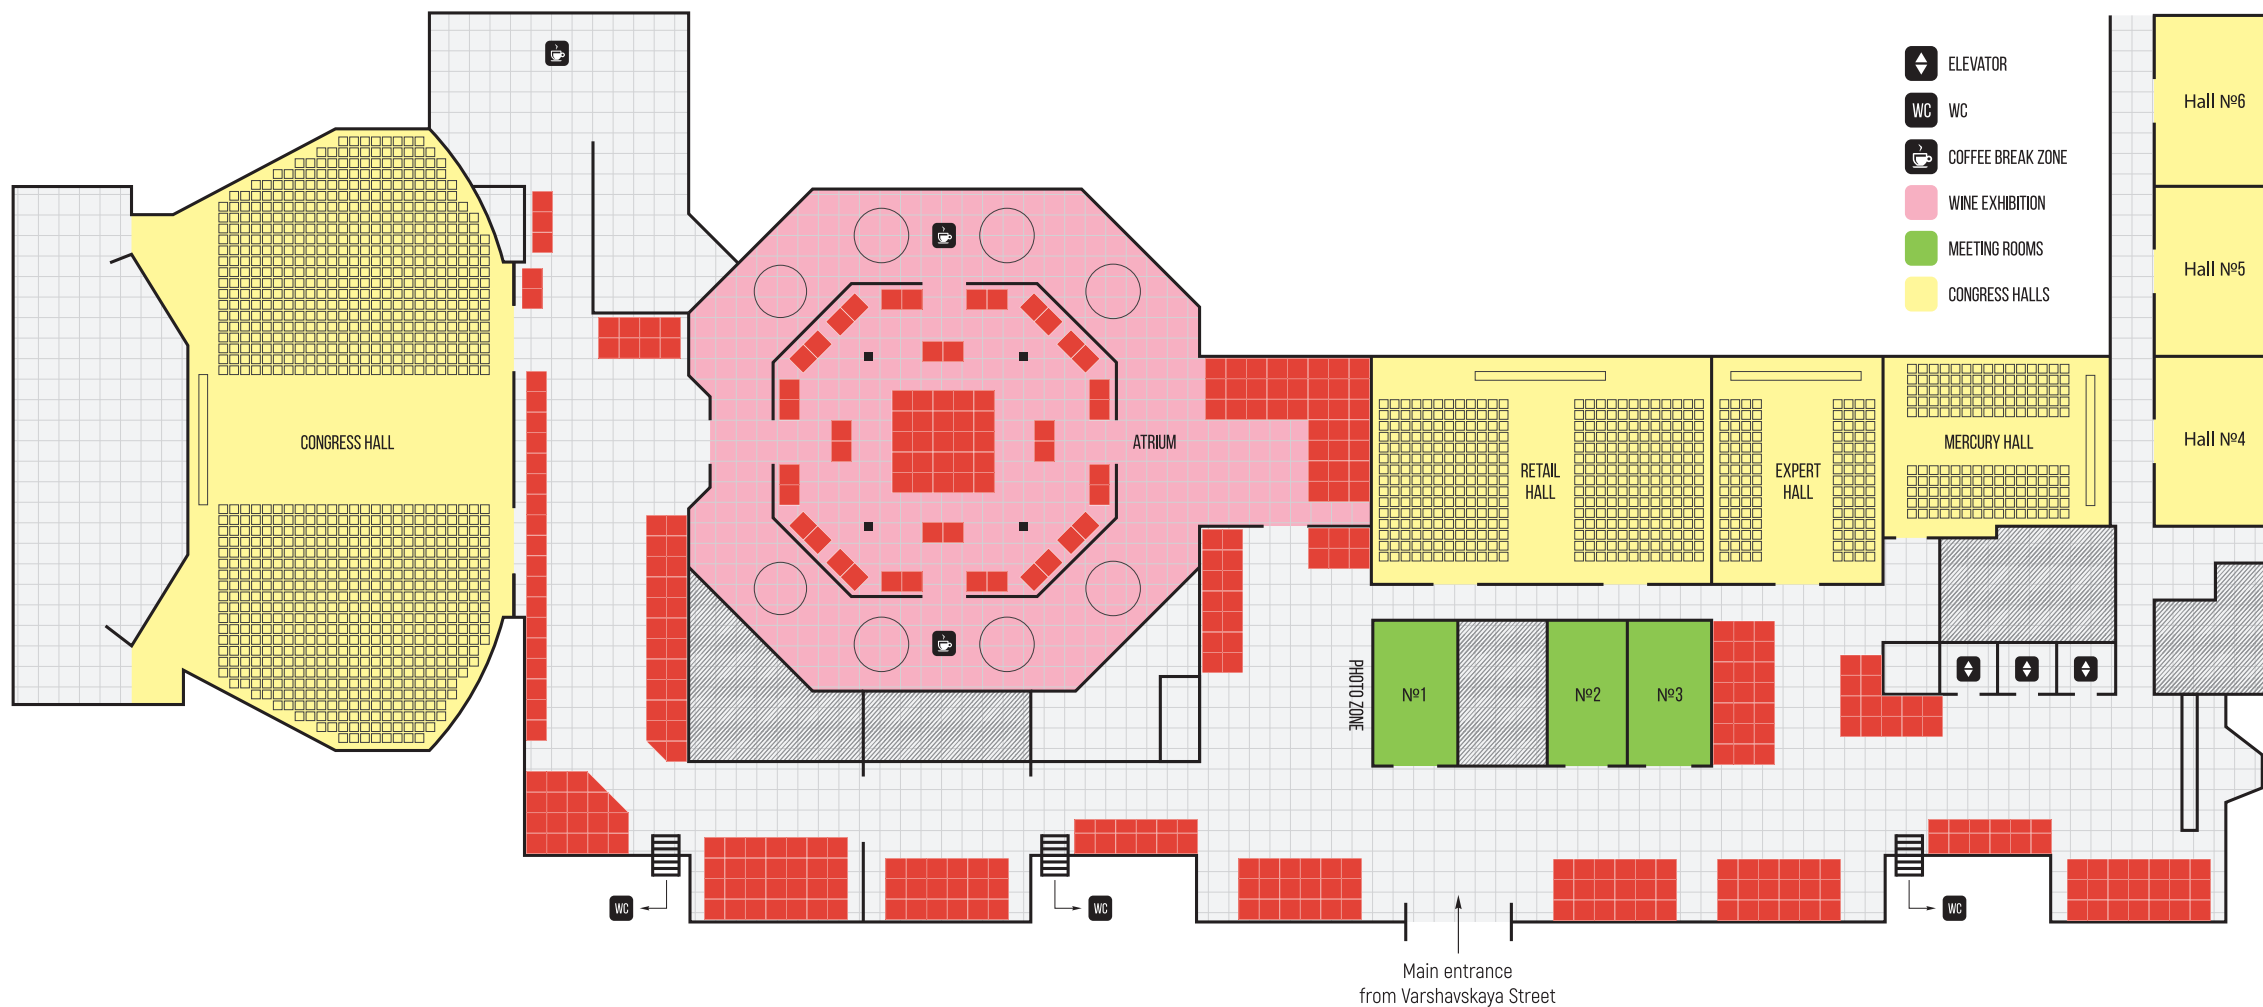 ELEVATOR
WC WC
COFFEE BREAK ZONE
WINE EXHIBITION
MEETING ROOMS
CONGRESS HALLS
Hall №6
Hall №5
Hall №4
CONGRESS HALL
ATRIUM
RETAIL
HALL
EXPERT
HALL
MERCURY HALL
PHOTO ZONE
№1
№2
№3
WC
WC
WC
Main entrance
from Varshavskaya Street